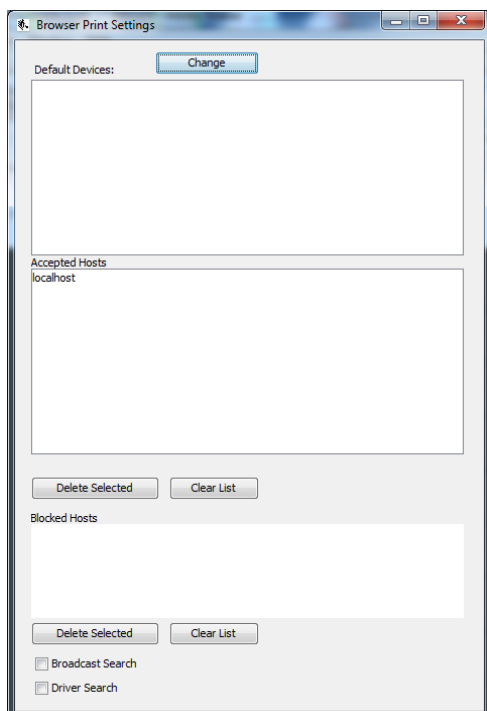 Browser Print Settings
Default Devices:
Change
Accepted Hosts
localhost
Delete Selected
Clear List
Blocked Hosts
Delete Selected
Clear List
Broadcast Search
Driver Search